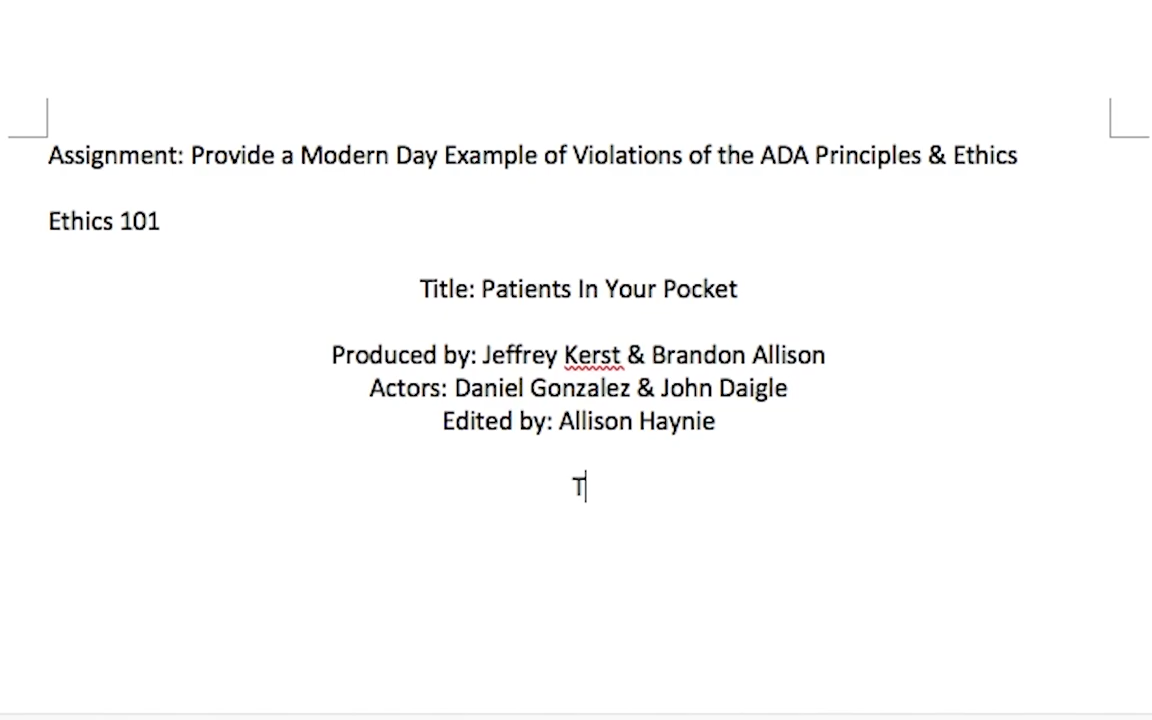 Assignment: Provide a Modern Day Example of Violations of the ADA Principles & Ethics
Ethics 101
Title: Patients In Your Pocket
Produced by: Jeffrey Kerst & Brandon Allison
Actors: Daniel Gonzalez & John Daigle
Edited by: Allison Haynie
T